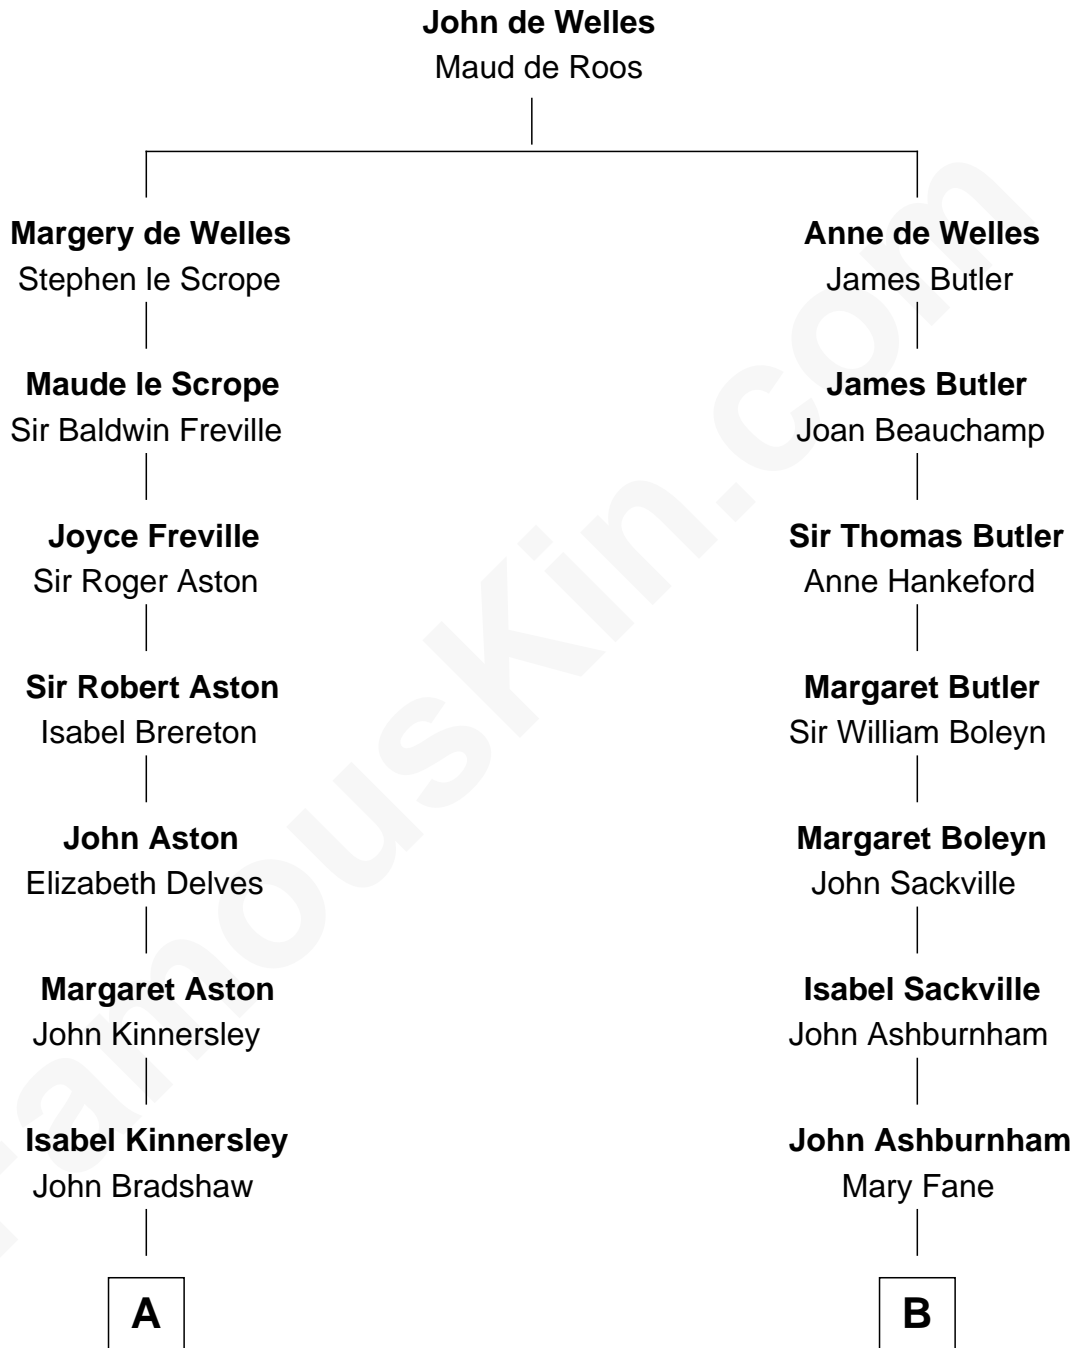 John de Welles
Maud de Roos
Margery de Welles
Stephen le Scrope
Anne de Welles
James Butler
Maude le Scrope
Sir Baldwin Freville
James Butler
Joan Beauchamp
Joyce Freville
Sir Roger Aston
Sir Thomas Butler
Anne Hankeford
Sir Robert Aston
Isabel Brereton
Margaret Butler
Sir William Boleyn
John Aston
Elizabeth Delves
Margaret Boleyn
John Sackville
Margaret Aston
John Kinnersley
Isabel Sackville
John Ashburnham
Isabel Kinnersley
John Bradshaw
John Ashburnham
Mary Fane
A
B
FamousKin.com